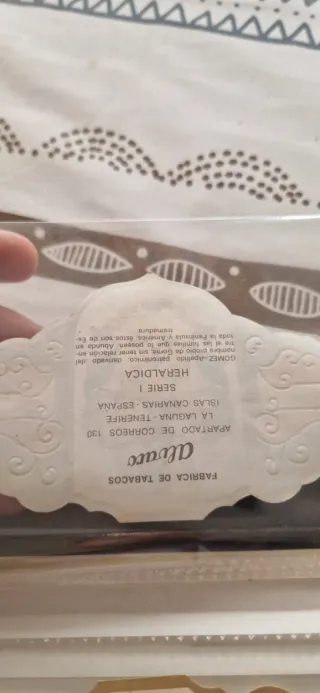 FABRICA DE TABACOS
Alvaro
APARTADO DE CORREOS 130
LA LAGUNA - TENERIFE
ISLAS CANARIAS - ESPAÑA
SERIE I
HERALDICA
GOMEZ-Apellido patronímico, derivado del
nombre propio de Gome, sin tener relación en-
tre sí las familias que lo poseen. Abundan en
toda la Península y América. Estos son de Ex-
tremadura